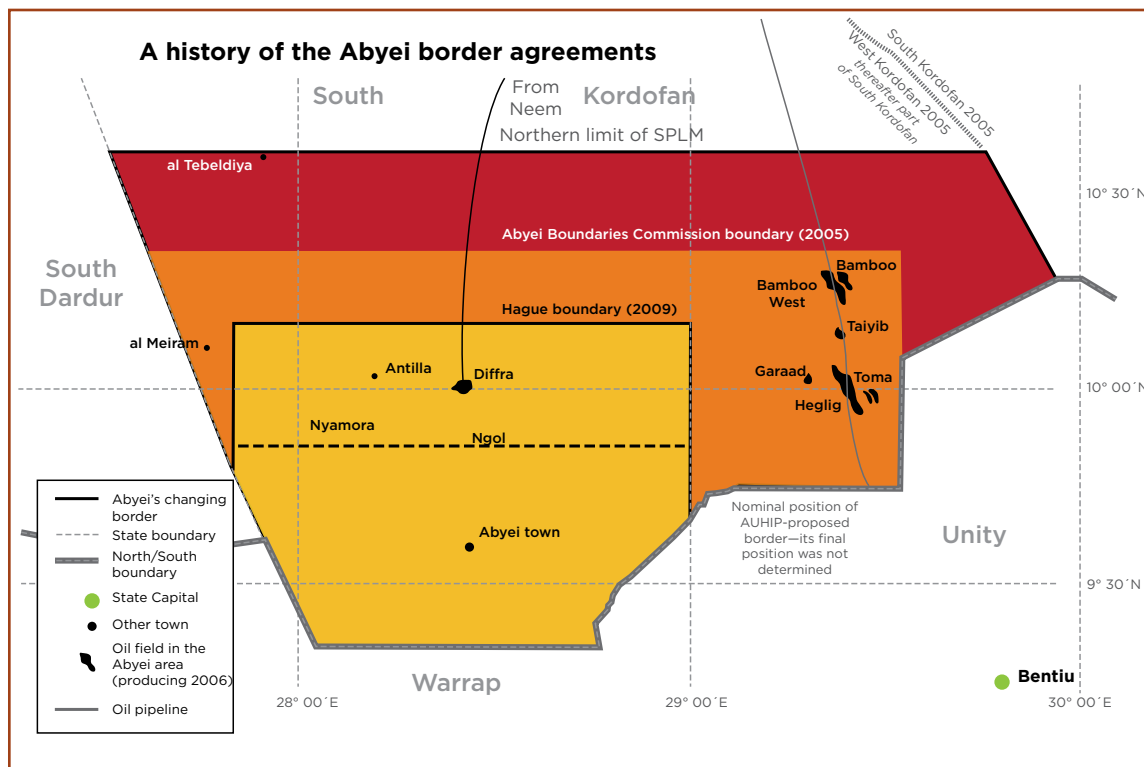 A history of the Abyei border agreements
South
Kordofan
From
Neem
Northern limit of SPLM
South Kordofan 2005
West Kordofan 2005
thereafter part
of South Kordofan
al Tebeldiya
10° 30´N
Abyei Boundaries Commission boundary (2005)
South
Dardur
Bamboo
Bamboo
West
Hague boundary (2009)
Taiyib
al Meiram
Antilla
Diffra
Garaad
Toma
Heglig
10° 00´N
Nyamora
Ngol
Abyei's changing
border
State boundary
North/South
boundary
State Capital
Other town
Oil field in the
Abyei area
(producing 2006)
Oil pipeline
Abyei town
Nominal position of
AUHIP-proposed
border—its final
position was not
determined
Unity
9° 30´N
Warrap
Bentiu
28° 00´E
29° 00´E
30° 00´E